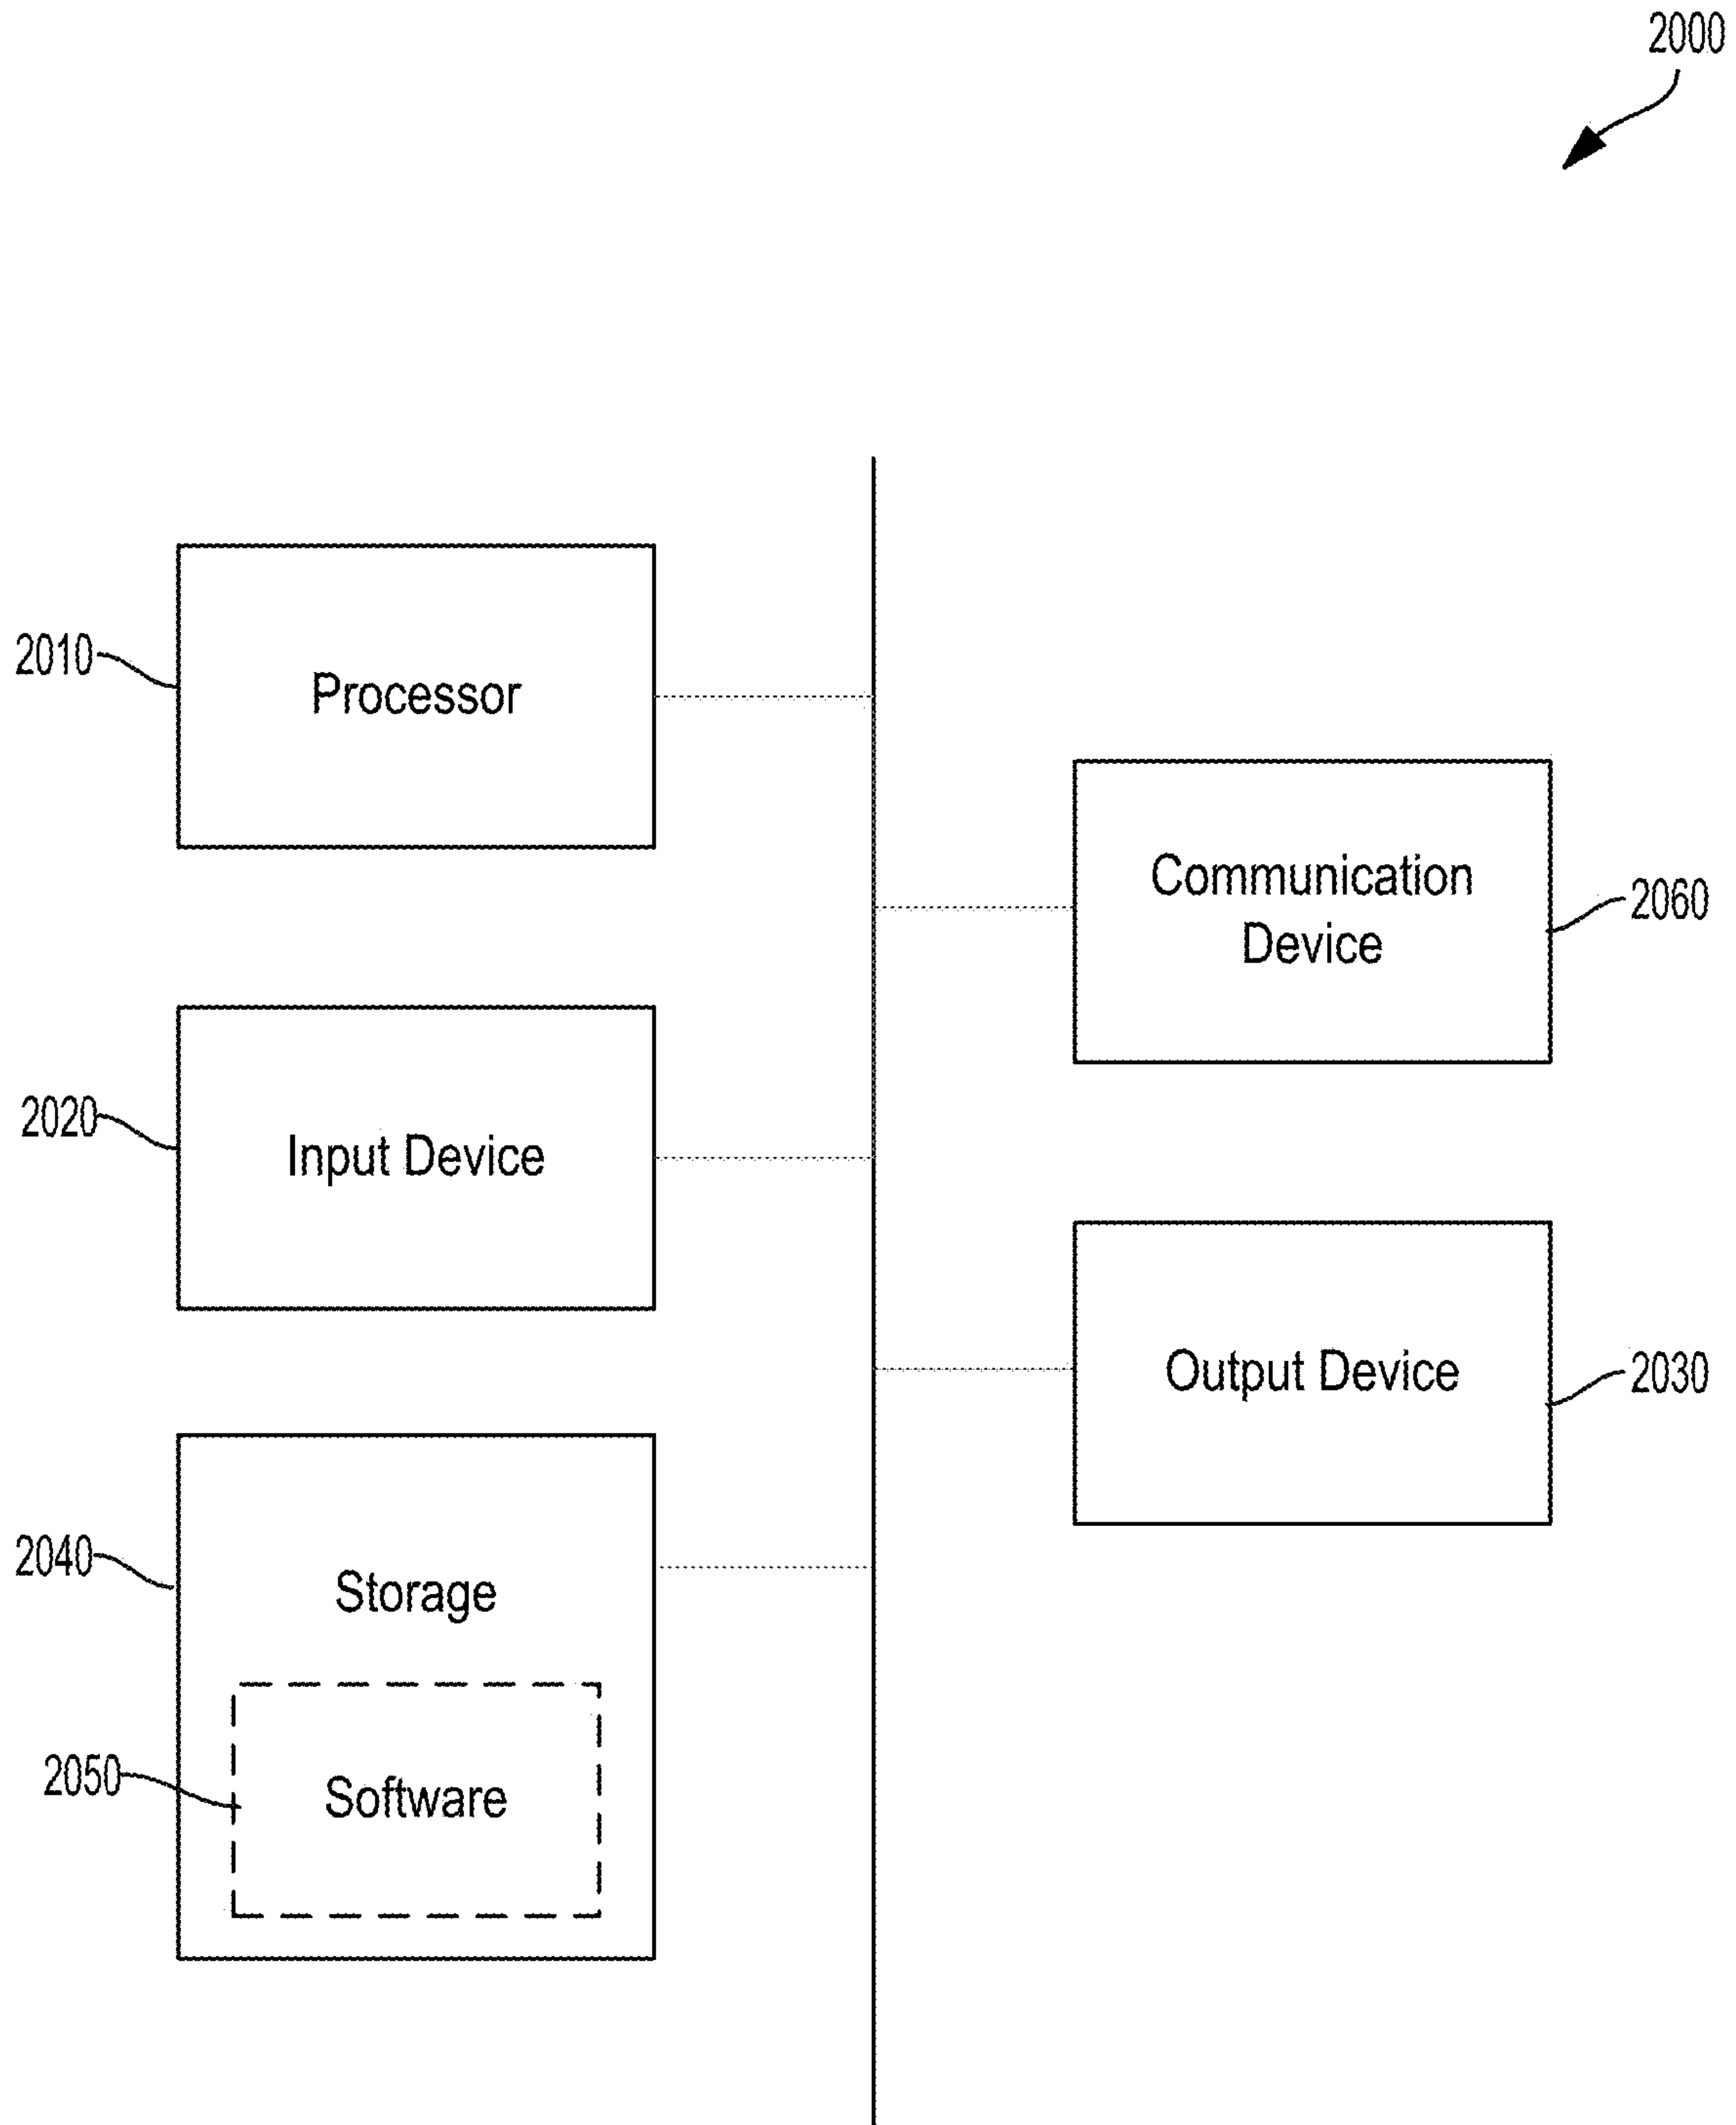 2000
2010
Processor
Communication
Device
2060
2020
Input Device
Output Device
2030
2040
Storage
2050
Software